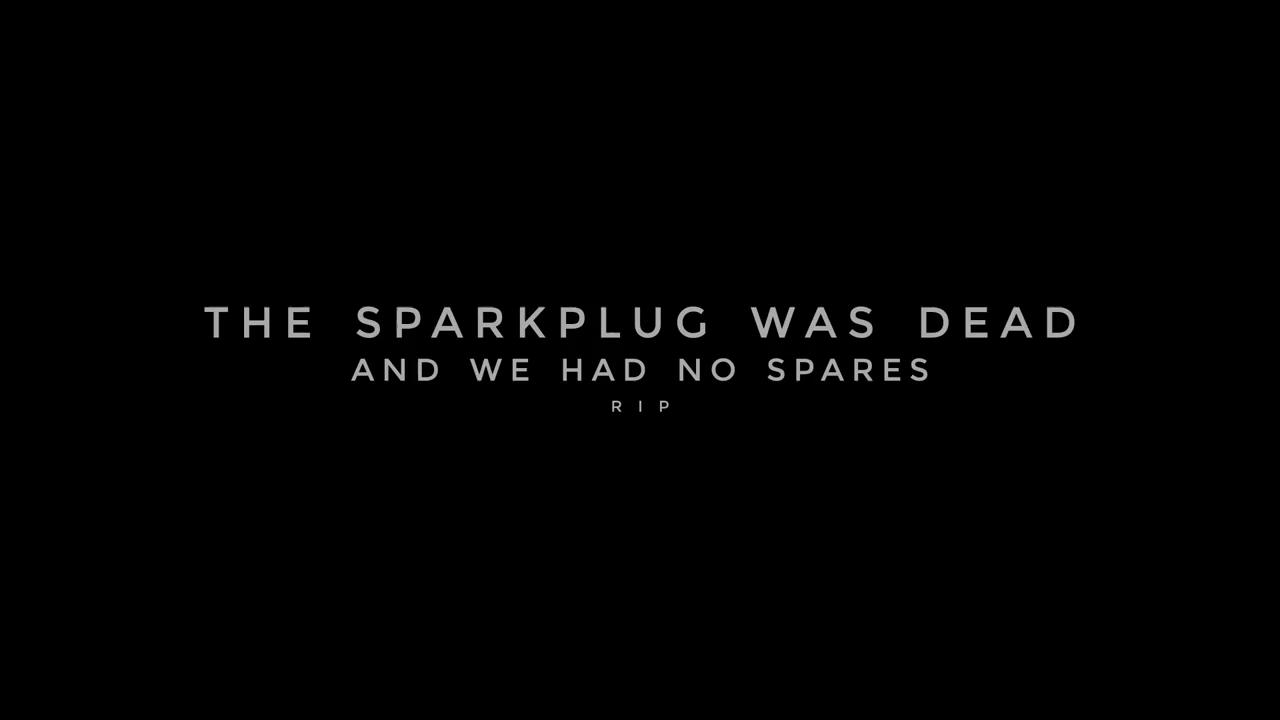 THE SPARKPLUG WAS DEAD
AND WE HAD NO SPARES
RIP